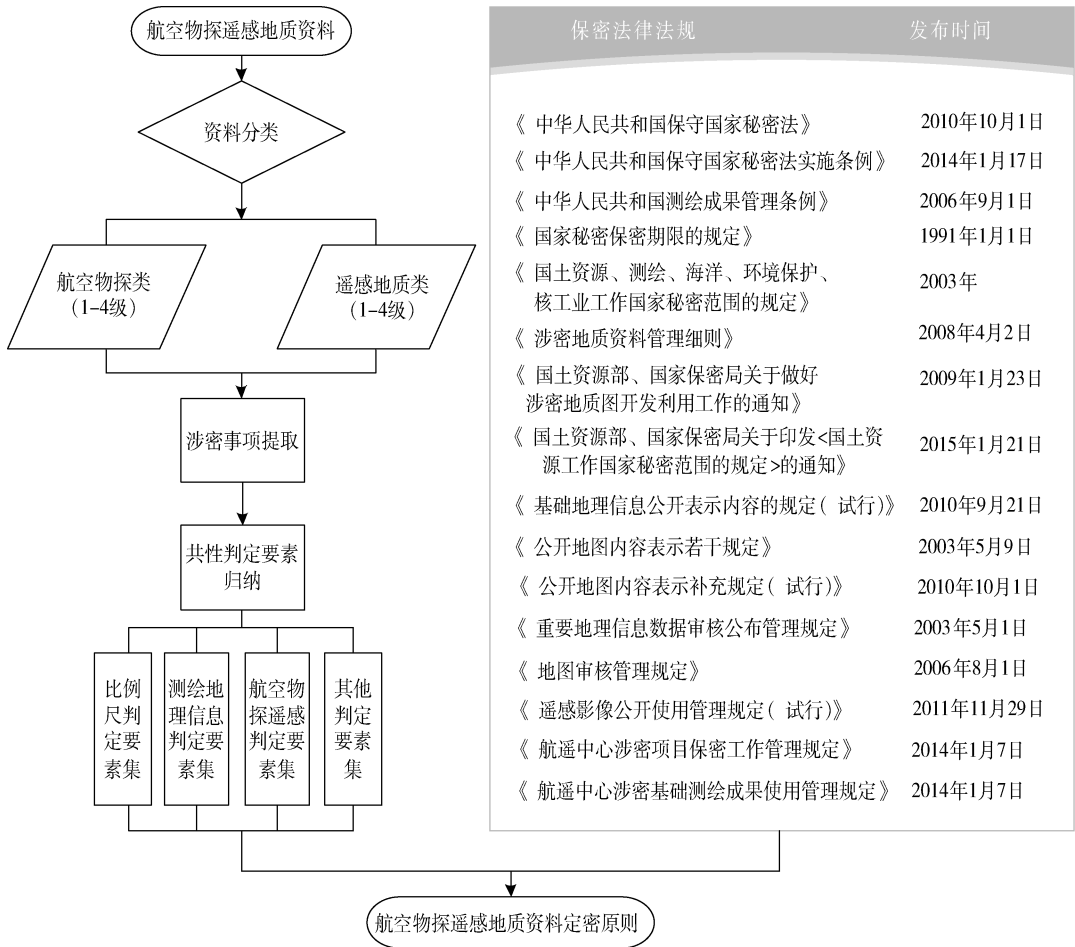 航空物探遥感地质资料
资料分类
航空物探类
(1-4级)
遥感地质类
(1-4级)
涉密事项提取
共性判定要素
归纳
比例
尺判
定要
素集
测绘地
理信息
判定要
素集
航空物
探遥感
判定要
素集
其他
判定
要素
集
保密法律法规 发布时间
《 中华人民共和国保守国家秘密法》 2010年10月1日
《 中华人民共和国保守国家秘密法实施条例》 2014年1月17日
《 中华人民共和国测绘成果管理条例》 2006年9月1日
《 国家秘密保密期限的规定》 1991年1月1日
《 国土资源、测绘、海洋、环境保护、 2003年
核工业工作国家秘密范围的规定》
《 涉密地质资料管理细则》 2008年4月2日
《 国土资源部、国家保密局关于做好 2009年1月23日
涉密地质图开发利用工作的通知》
《 国土资源部、国家保密局关于印发<国土资 2015年1月21日
源工作国家秘密范围的规定>的通知》
《 基础地理信息公开表示内容的规定( 试行)》 2010年9月21日
《 公开地图内容表示若干规定》 2003年5月9日
《 公开地图内容表示补充规定( 试行)》 2010年10月1日
《 重要地理信息数据审核公布管理规定》 2003年5月1日
《 地图审核管理规定》 2006年8月1日
《 遥感影像公开使用管理规定( 试行)》 2011年11月29日
《 航遥中心涉密项目保密工作管理规定》 2014年1月7日
《 航遥中心涉密基础测绘成果使用管理规定》 2014年1月7日
航空物探遥感地质资料定密原则